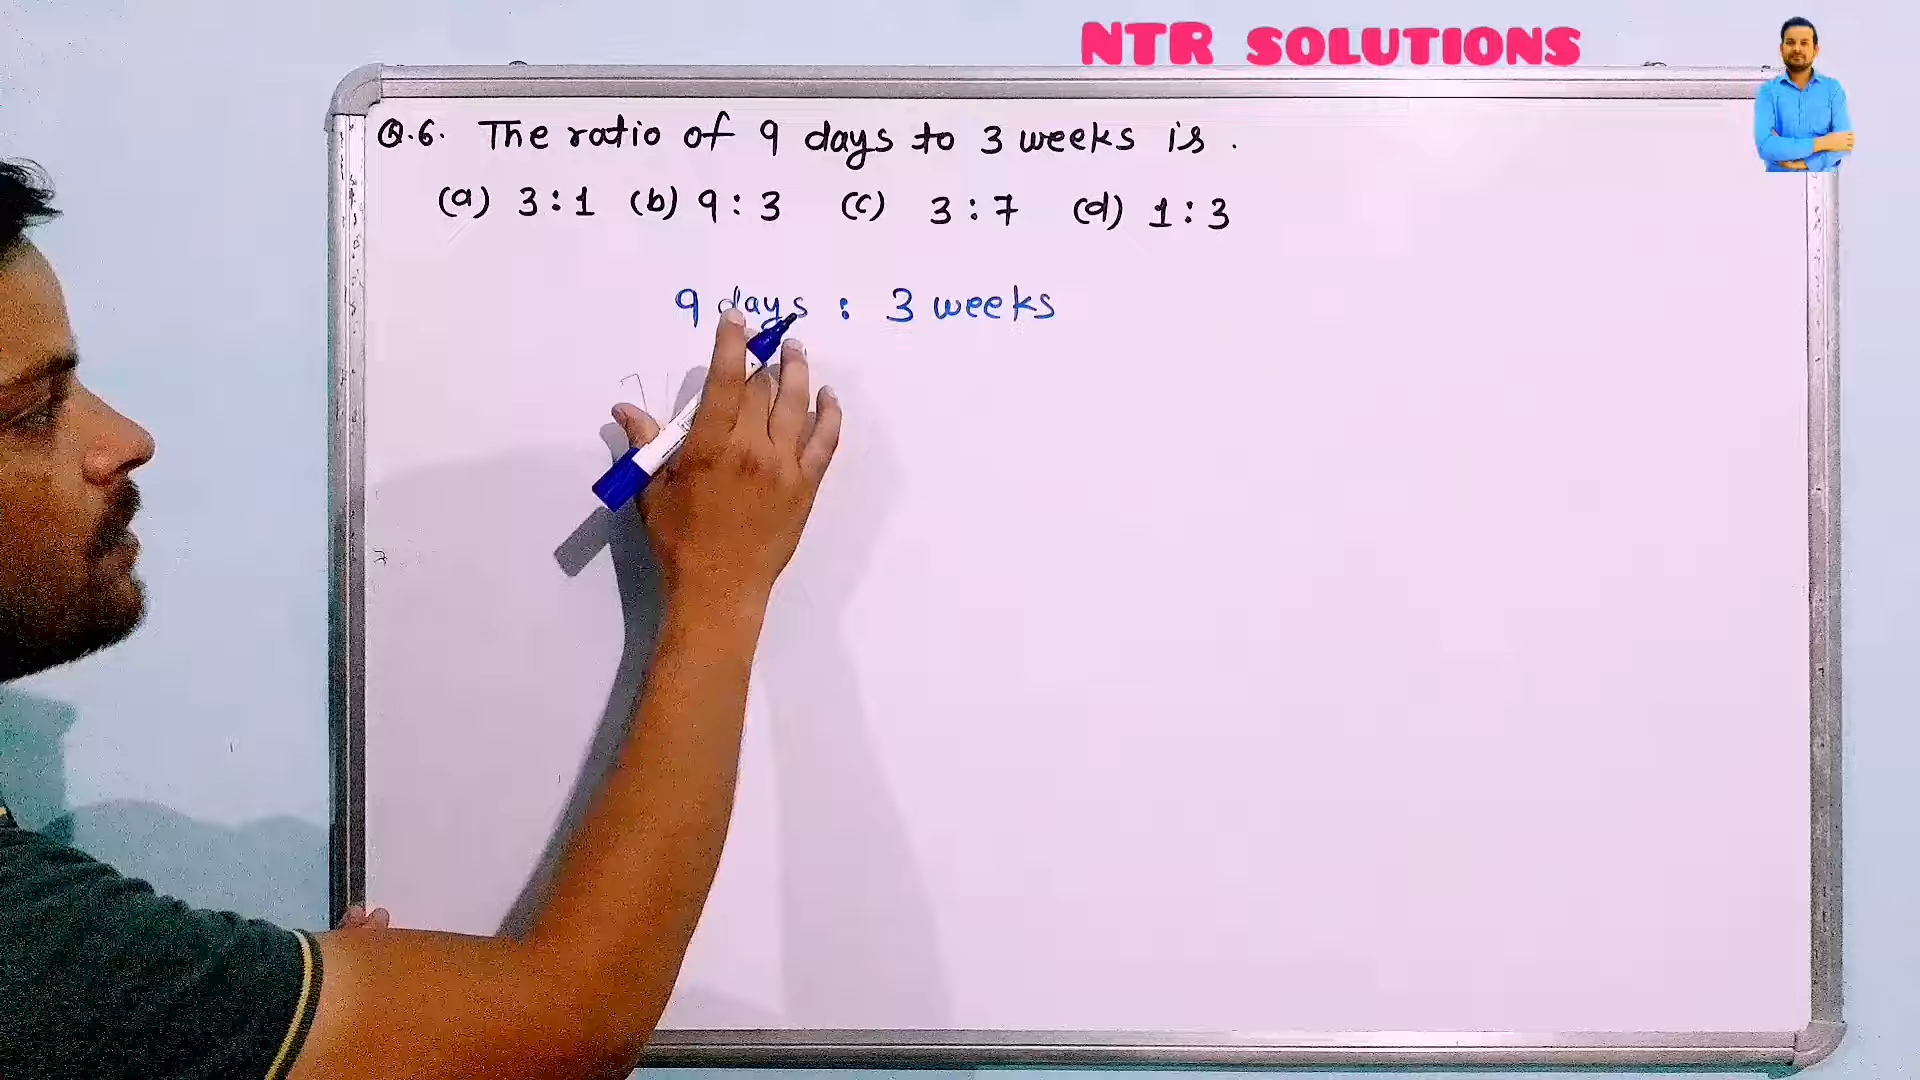 NTR SOLUTIONS
Q.6. The ratio of 9 days to 3 weeks is .
(a) 3:1 (b) 9:3 (c) 3:7 (d) 1:3
9 days : 3 weeks